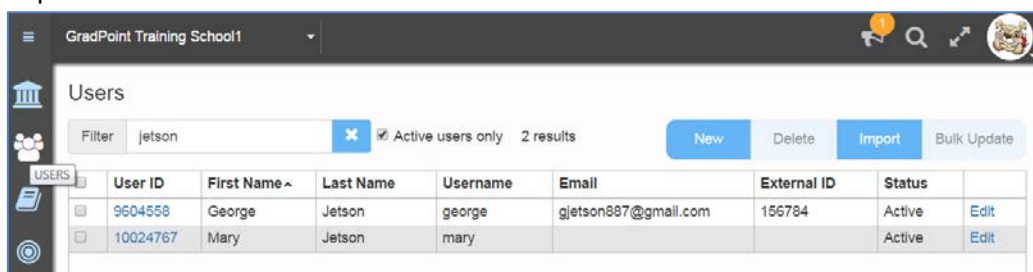 GradPoint Training School1 1
Users
Filter jetson Active users only 2 results New Delete Import Bulk Update
USERS
User ID First Name Last Name Username Email External ID Status
9604558 George Jetson george gjetson887@gmail.com 156784 Active Edit
10024767 Mary Jetson mary Active Edit